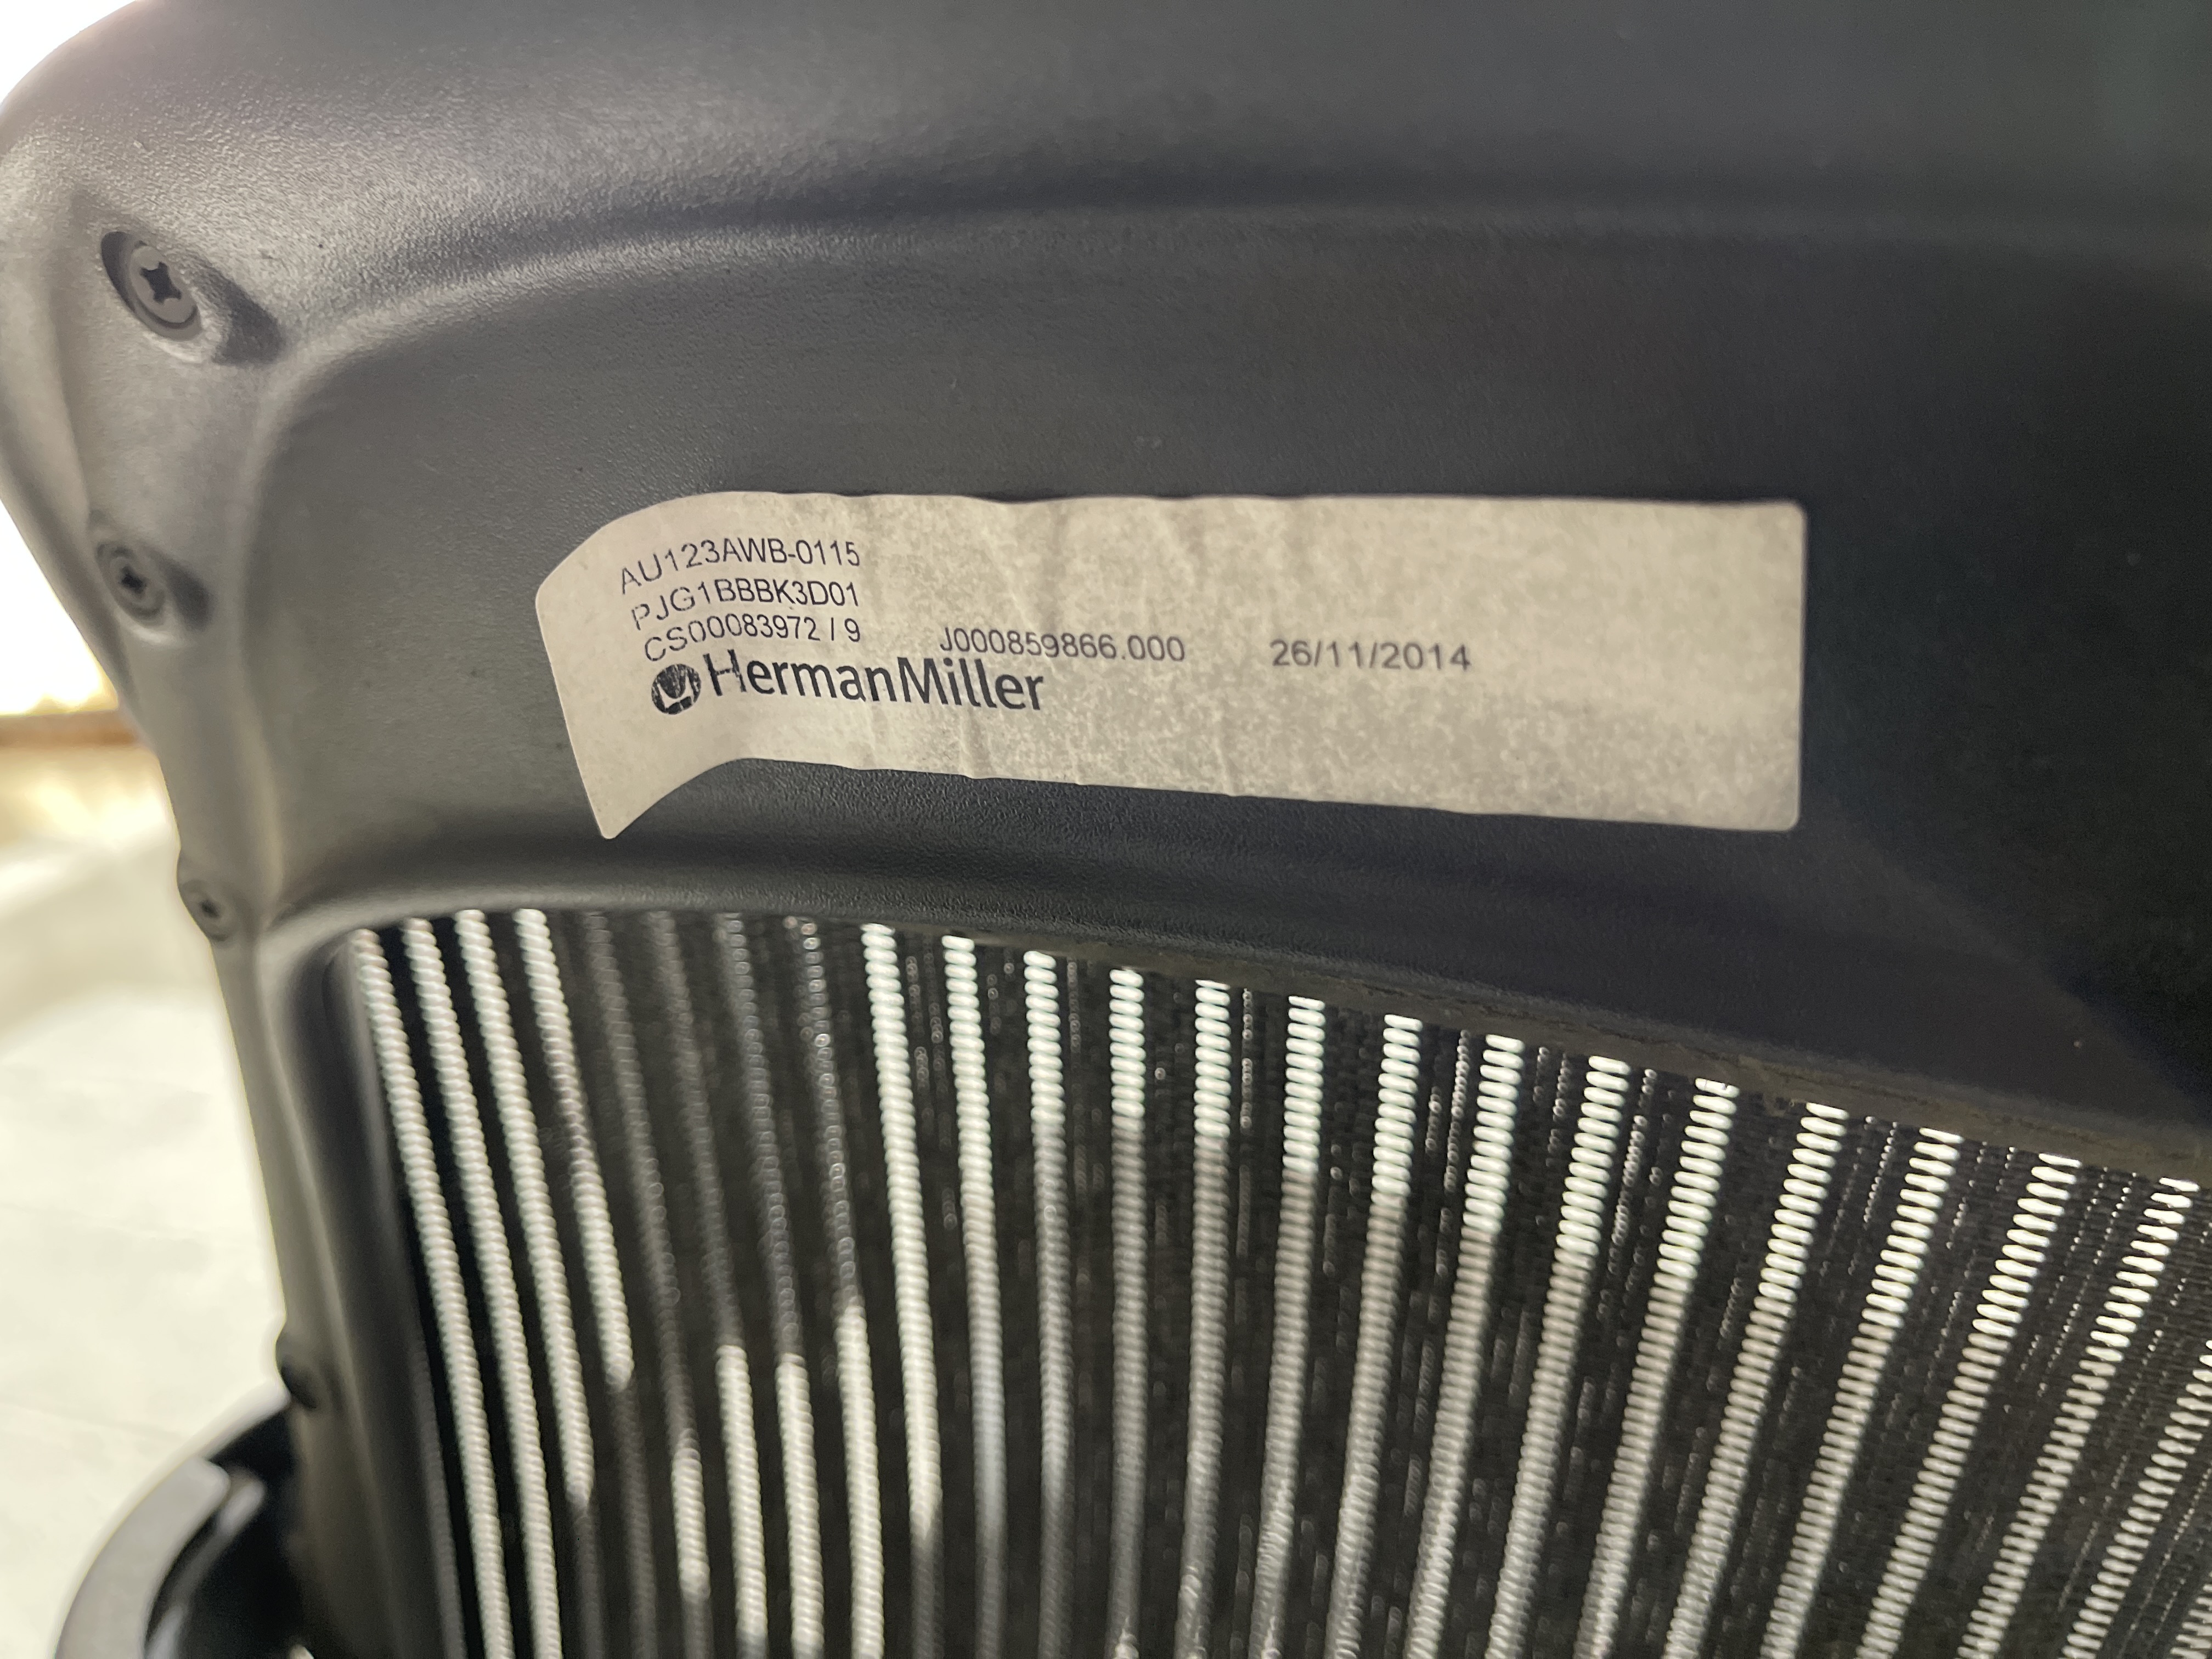 AU123AWB-0115
PJG1BBBK3D01
CS00083972 / 9 J000859866.000 26/11/2014
HermanMiller